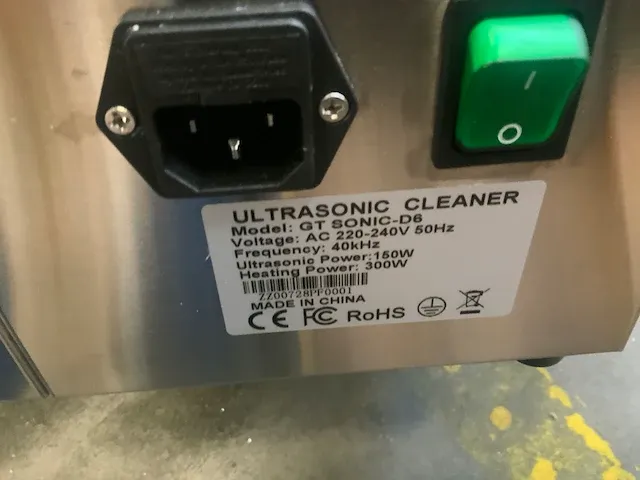 ULTRASONIC CLEANER
Model: GT SONIC-D6
Voltage: AC 220-240V 50Hz
Frequency: 40kHz
Ultrasonic Power:150W
Heating Power: 300W
ZZ00728PF0001
MADE IN CHINA
CE FC RoHS